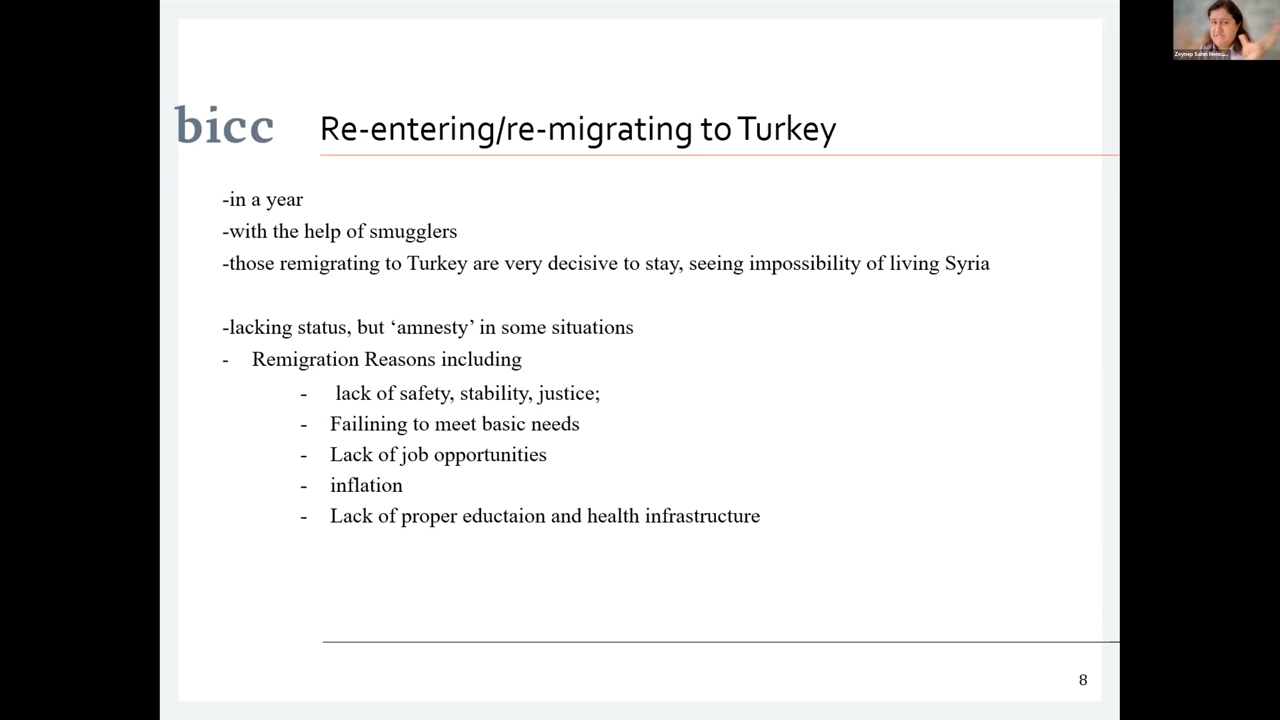 Zeynep Sahin Mencü...
bicc
Re-entering/re-migrating to Turkey
-in a year
-with the help of smugglers
-those remigrating to Turkey are very decisive to stay, seeing impossibility of living Syria
-lacking status, but ‘amnesty’ in some situations
- Remigration Reasons including
- lack of safety, stability, justice;
- Failining to meet basic needs
- Lack of job opportunities
- inflation
- Lack of proper eductaion and health infrastructure
8